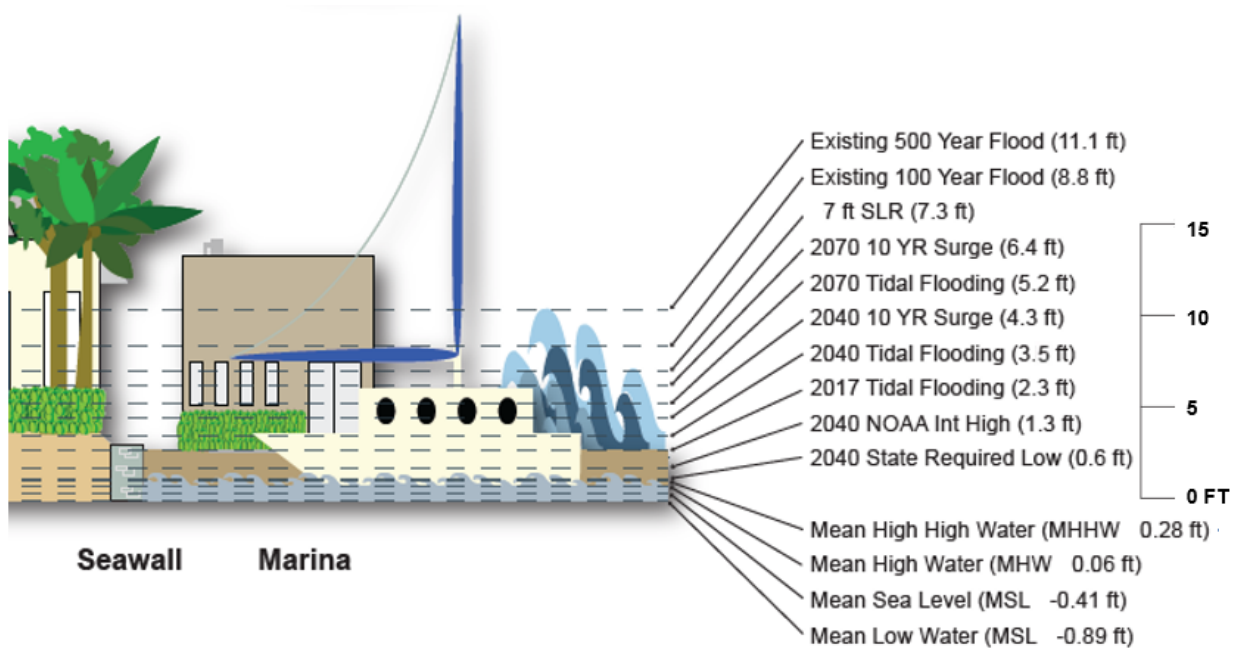 Existing 500 Year Flood (11.1 ft)
Existing 100 Year Flood (8.8 ft)
7 ft SLR (7.3 ft)
2070 10 YR Surge (6.4 ft)
2070 Tidal Flooding (5.2 ft)
2040 10 YR Surge (4.3 ft)
2040 Tidal Flooding (3.5 ft)
2017 Tidal Flooding (2.3 ft)
2040 NOAA Int High (1.3 ft)
2040 State Required Low (0.6 ft)
Mean High High Water (MHHW 0.28 ft)
Mean High Water (MHW 0.06 ft)
Mean Sea Level (MSL -0.41 ft)
Mean Low Water (MSL -0.89 ft)
15
10
5
0 FT
Seawall
Marina